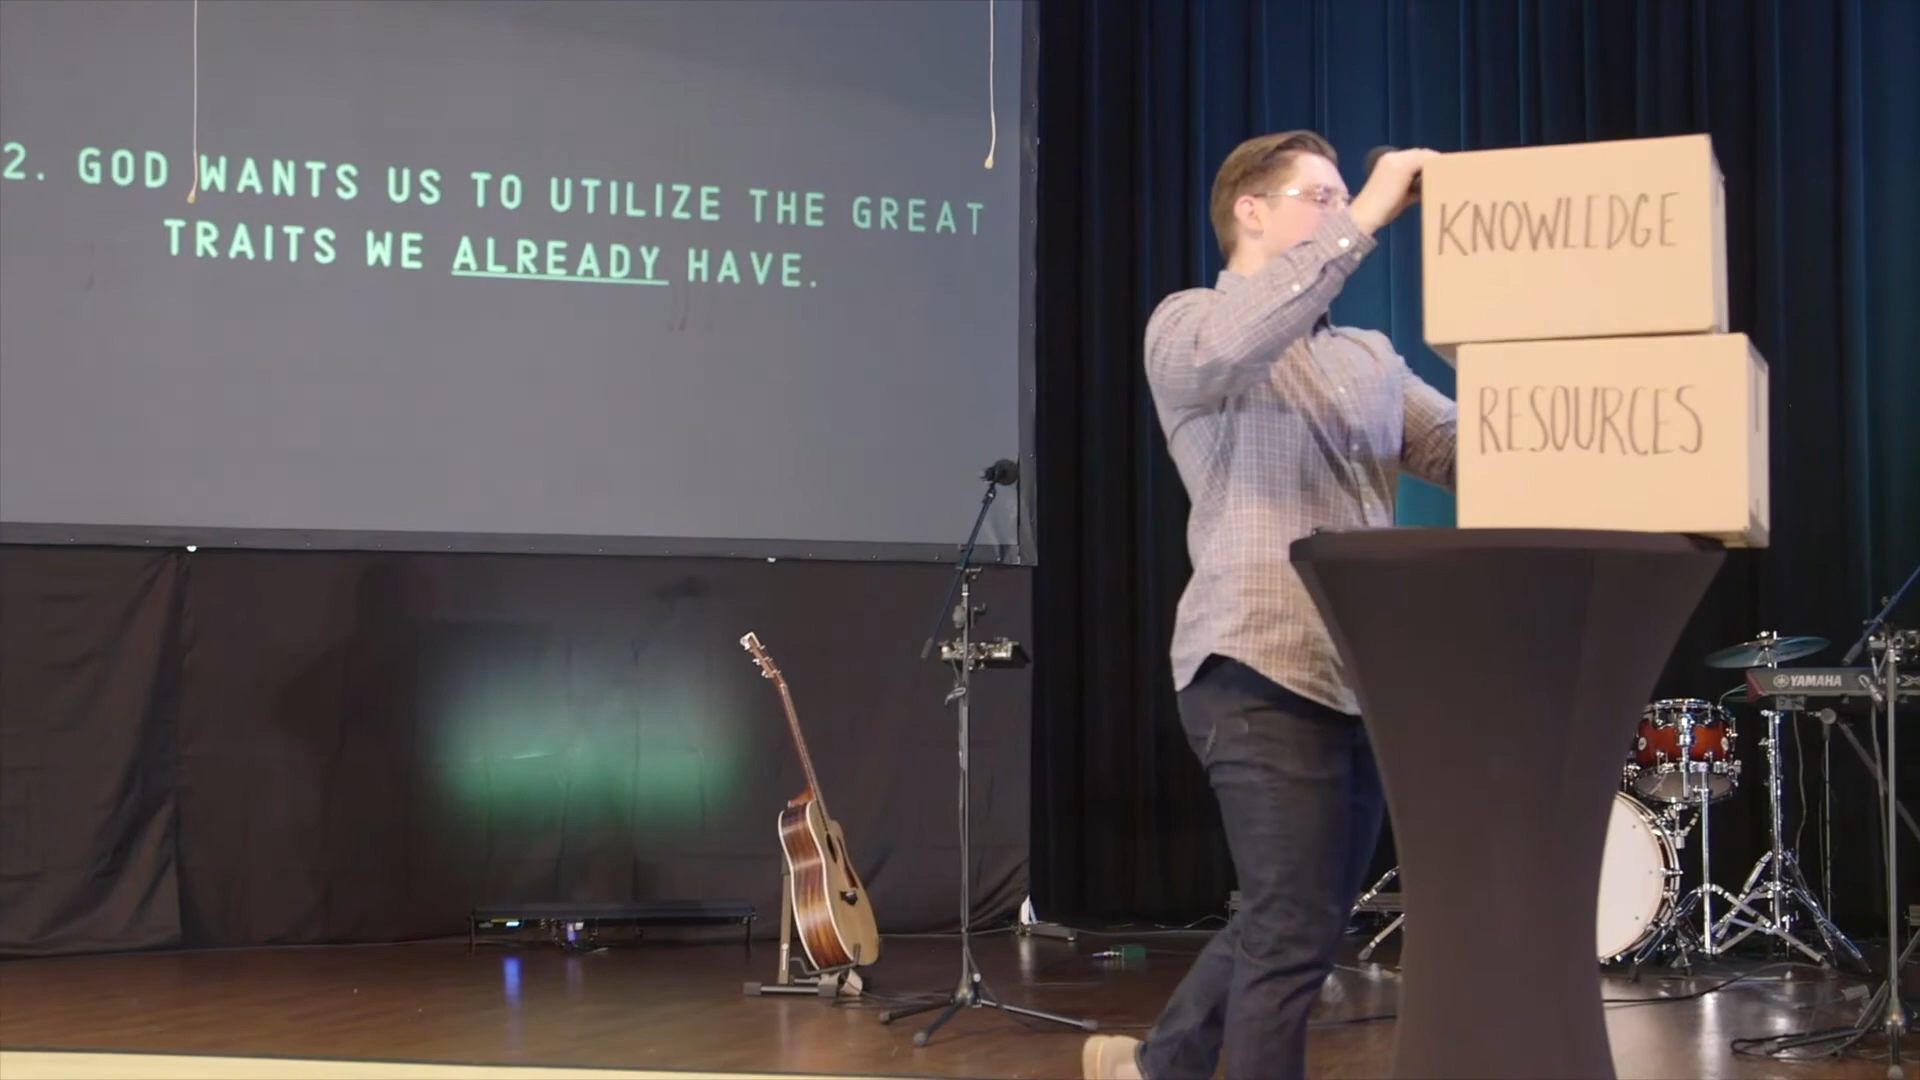 2. GOD WANTS US TO UTILIZE THE GREAT
TRAITS WE ALREADY HAVE.
KNOWLEDGE
RESOURCES
YAMAHA